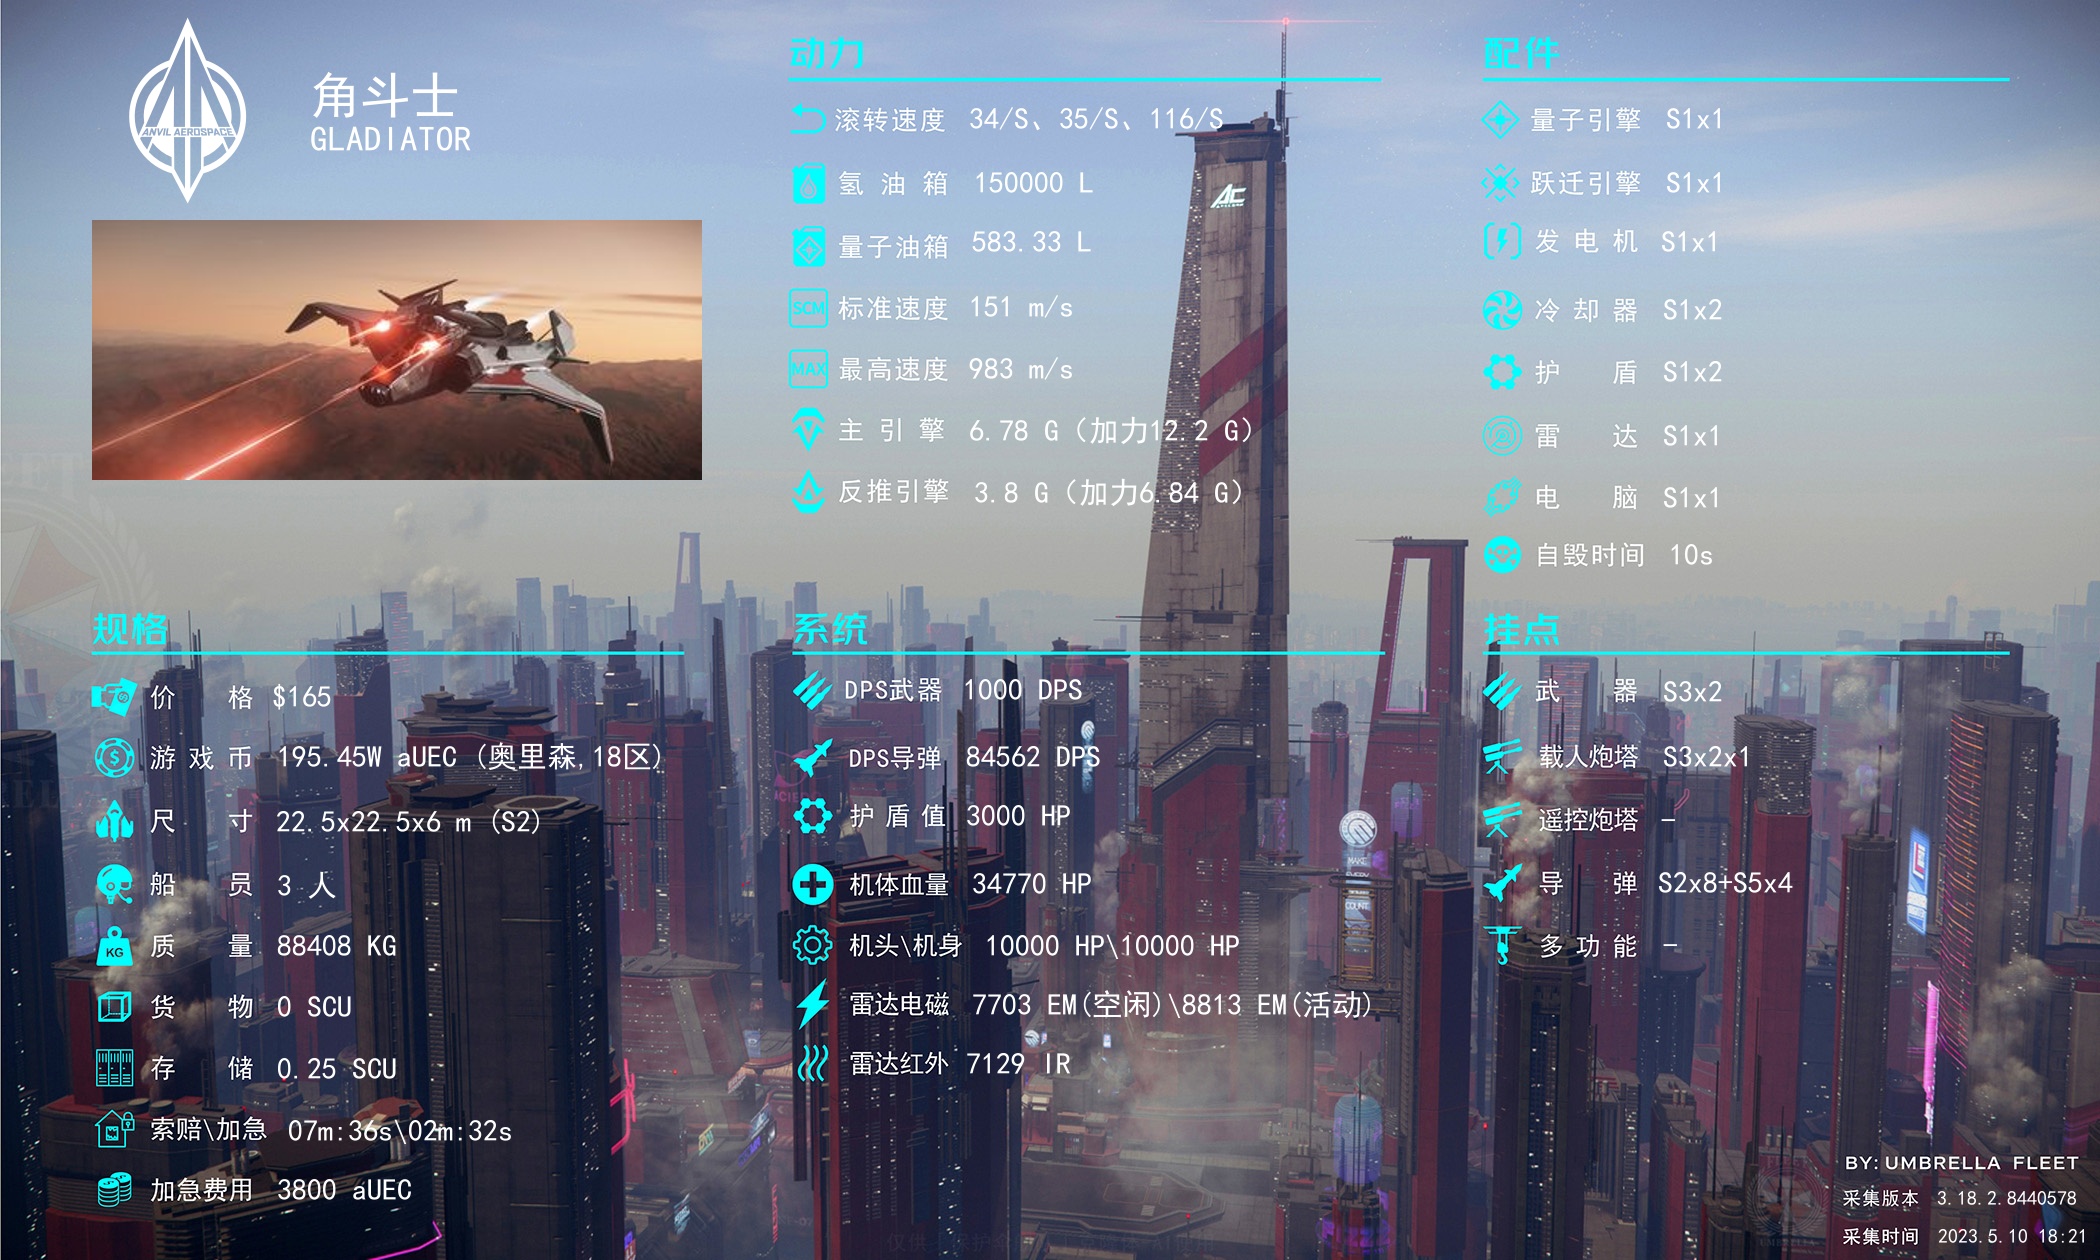 ANVIL AEROSPACE
角斗士
GLADIATOR
动力
滚转速度 34/S、35/S、116/S
氢油箱 150000 L
量子油箱 583.33 L
SCM 标准速度 151 m/s
MAX 最高速度 983 m/s
主引擎 6.78 G（加力12.2 G）
反推引擎 3.8 G（加力6.84 G）
配件
量子引擎 S1x1
跃迁引擎 S1x1
发电机 S1x1
冷却器 S1x2
护盾 S1x2
雷达 S1x1
电脑 S1x1
自毁时间 10s
规格
价格 $165
游戏币 195.45W aUEC (奥里森,18区)
尺寸 22.5x22.5x6 m (S2)
船员 3 人
KG 质量 88408 KG
货物 0 SCU
存储 0.25 SCU
索赔\加急 07m:36s\02m:32s
加急费用 3800 aUEC
系统
DPS武器 1000 DPS
DPS导弹 84562 DPS
护盾值 3000 HP
机体血量 34770 HP
机头\机身 10000 HP\10000 HP
雷达电磁 7703 EM(空闲)\8813 EM(活动)
雷达红外 7129 IR
挂点
武器 S3x2
载人炮塔 S3x2x1
遥控炮塔 -
导弹 S2x8+S5x4
多功能 -
AC
MAKE
EVERY
COUNT
BY: UMBRELLA FLEET
采集版本 3.18.2.8440578
采集时间 2023.5.10 18:21